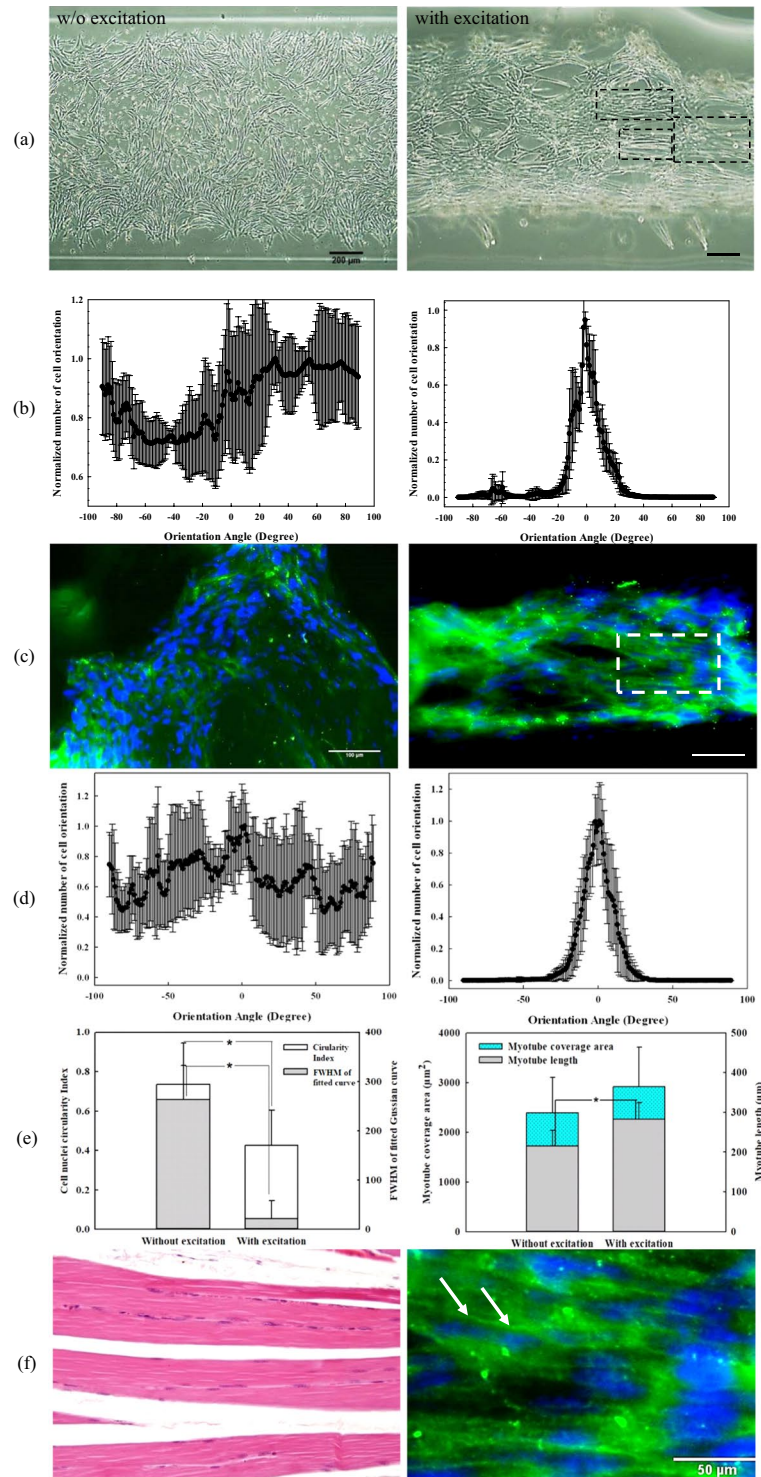 w/o excitation
with excitation
(a)
200 µm
1.2
1.0
0.8
0.6
-100 -80 -60 -40 -20 0 20 40 60 80 100
Normalized number of cell orientation
Orientation Angle (Degree)
(b)
1.0
0.8
0.6
0.4
0.2
0.0
-100 -80 -60 -40 -20 0 20 40 60 80 100
Normalized number of cell orientation
Orientation Angle (Degree)
(c)
100 µm
(d)
1.2
1.0
0.8
0.6
0.4
0.2
0.0
-100 -50 0 50 100
Normalized number of cell orientation
Orientation Angle (Degree)
1.2
1.0
0.8
0.6
0.4
0.2
0.0
-100 -50 0 50 100
Normalized number of cell orientation
Orientation Angle (Degree)
(e)
1.0
0.8
0.6
0.4
0.2
0.0
Cell nuclei circularity Index
400
300
200
100
0
FWHM of fitted Gussian curve
*
*
Cirularity
Index
FWHM of
fitted curve
Without excitation With excitation
4000
3000
2000
1000
0
Myotube coverage area (µm²)
500
400
300
200
100
0
Myotube length (µm)
Myotube coverage area
Myotube length
*
Without excitation With excitation
(f)
50 µm